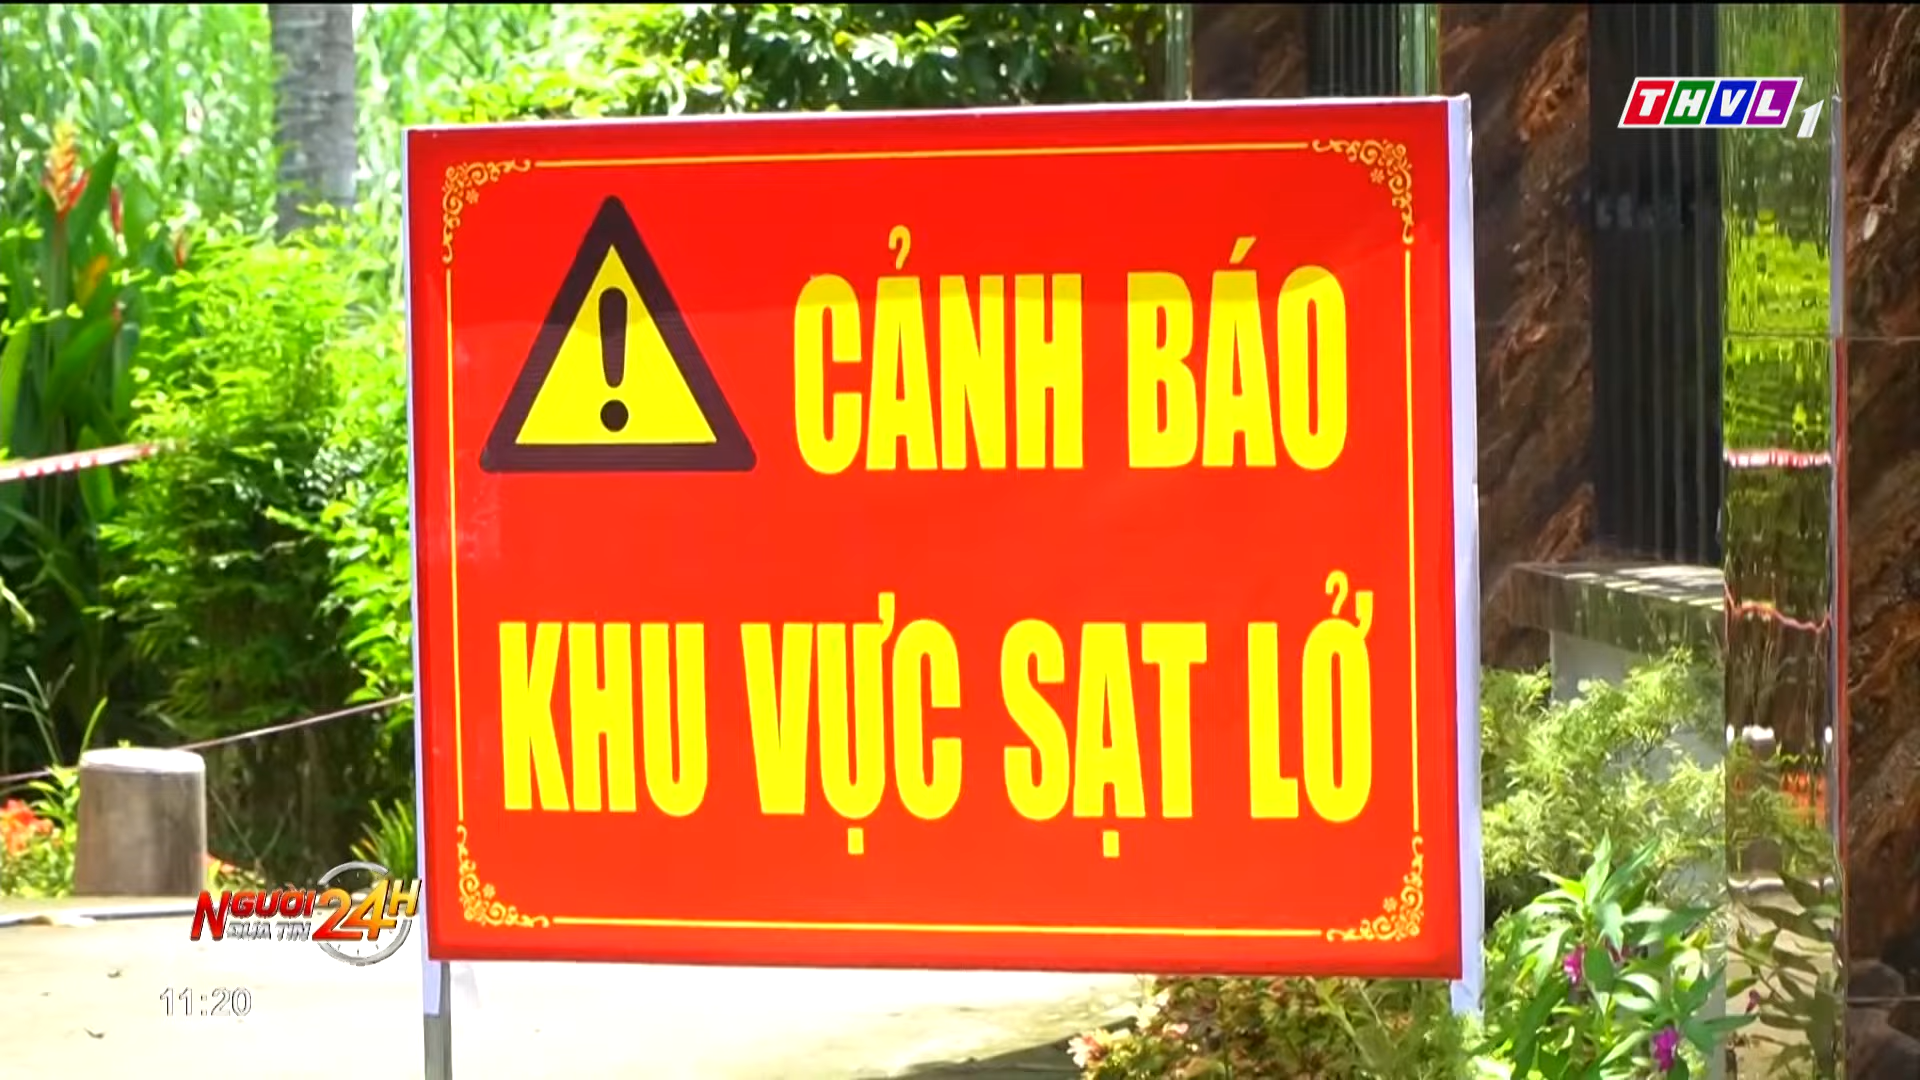 THVL1
CẢNH BÁO
KHU VỰC SẠT LỞ
NGƯỜI
ĐƯA TIN
24H
11:20